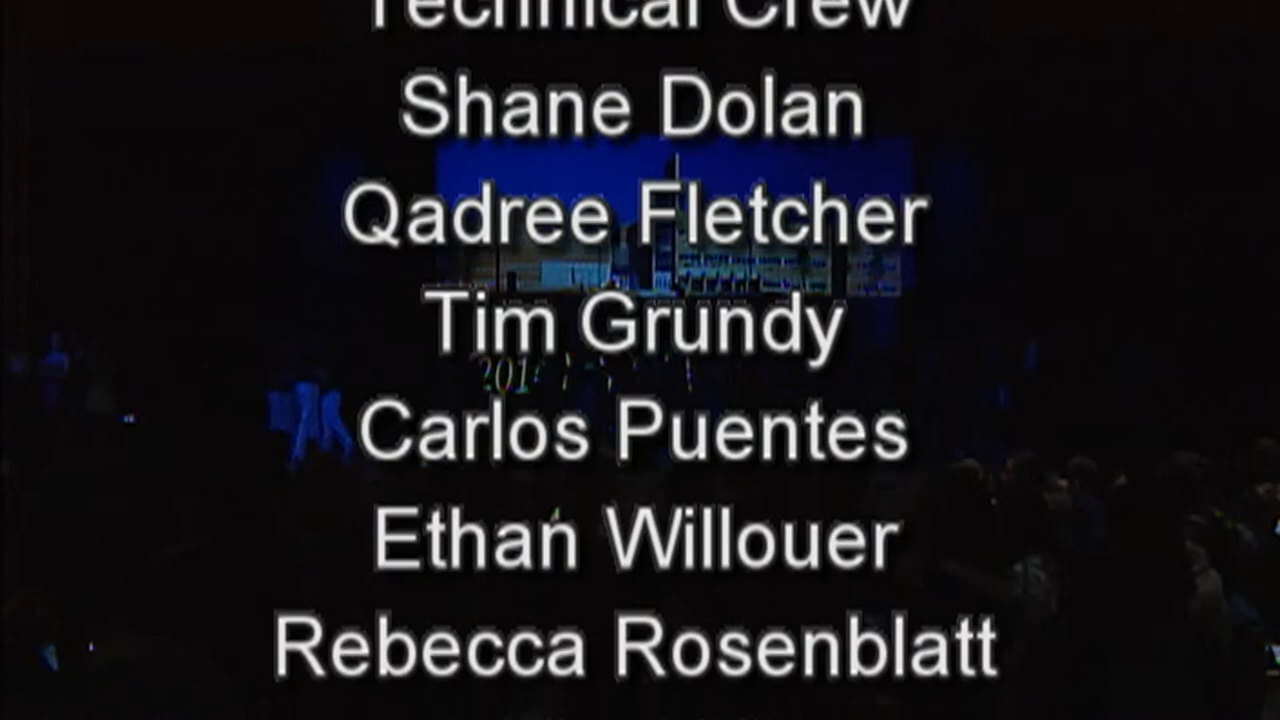 Technical Crew
Shane Dolan
Qadree Fletcher
Tim Grundy
Carlos Puentes
Ethan Willouer
Rebecca Rosenblatt